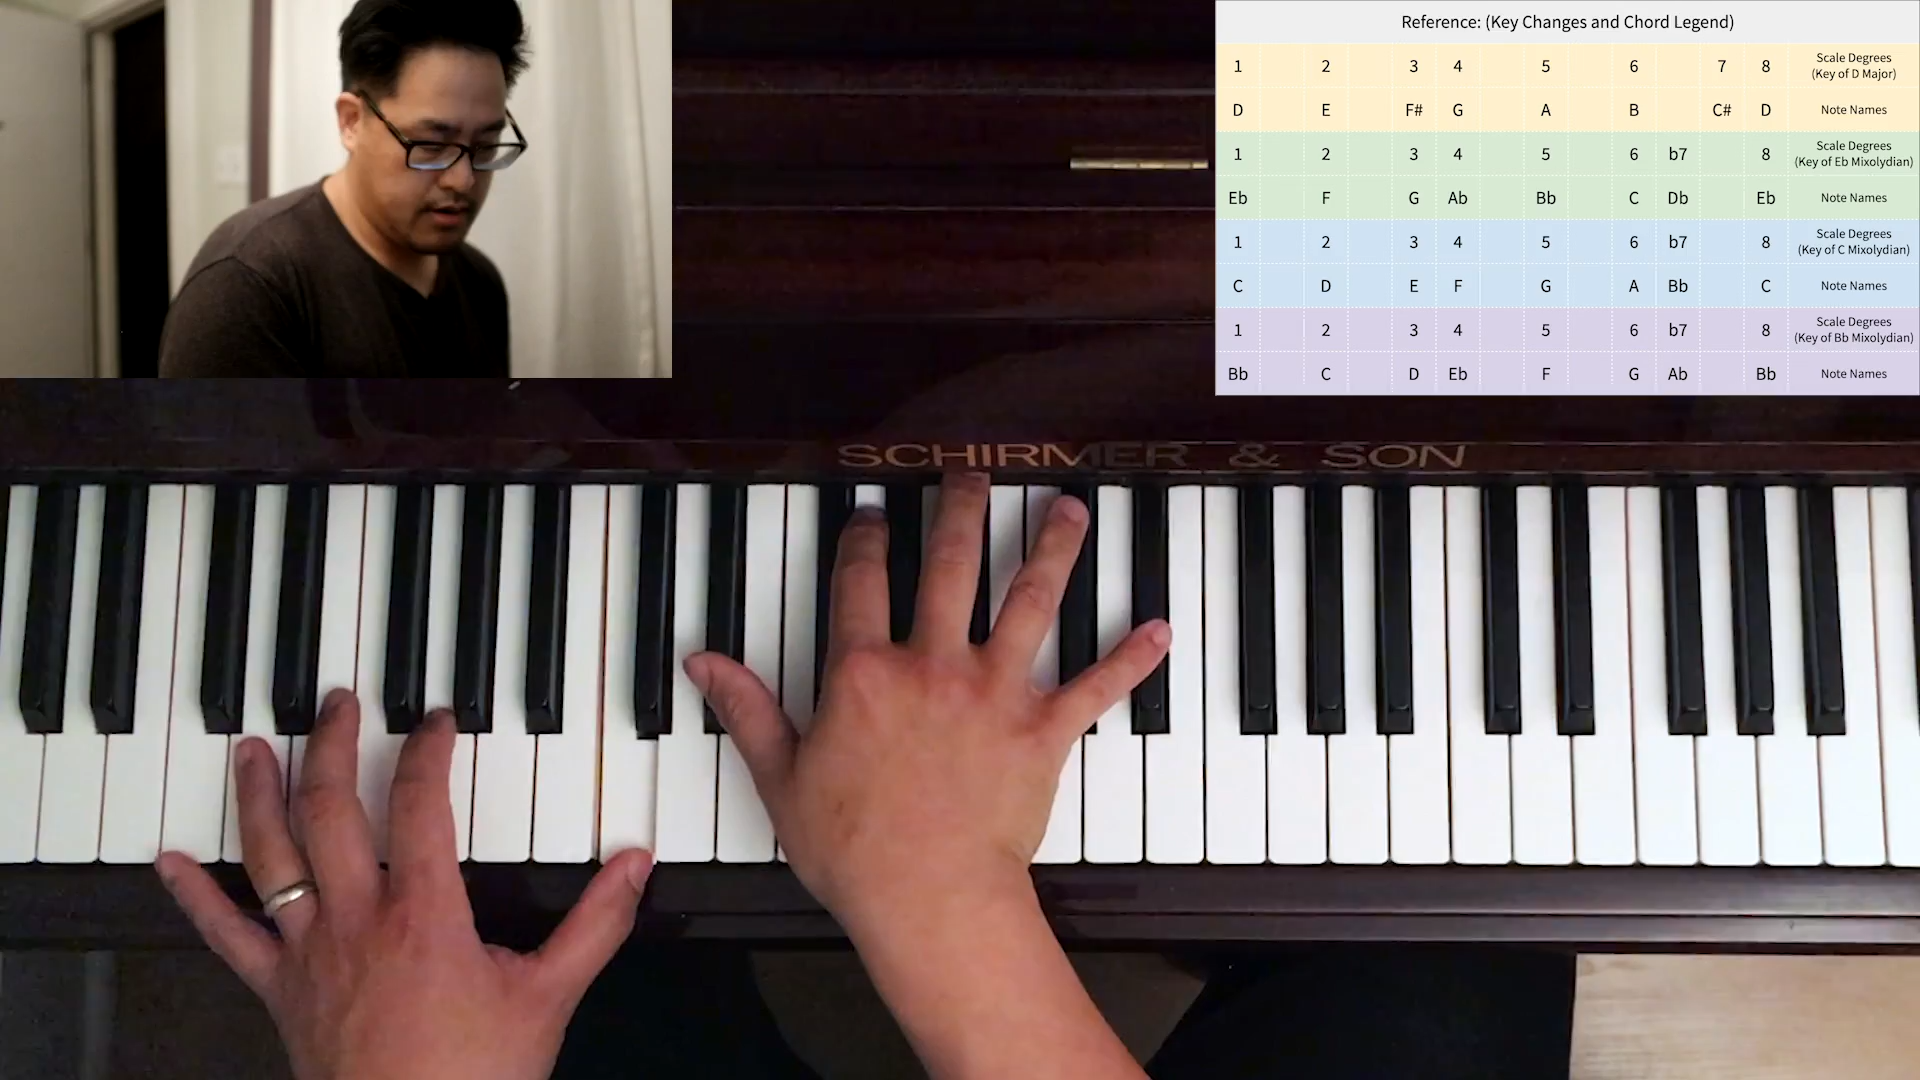 Reference: (Key Changes and Chord Legend)
1 2 3 4 5 6 7 8 Scale Degrees (Key of D Major)
D E F# G A B C# D Note Names
1 2 3 4 5 6 b7 8 Scale Degrees (Key of Eb Mixolydian)
Eb F G Ab Bb C Db Eb Note Names
1 2 3 4 5 6 b7 8 Scale Degrees (Key of C Mixolydian)
C D E F G A Bb C Note Names
1 2 3 4 5 6 b7 8 Scale Degrees (Key of Bb Mixolydian)
Bb C D Eb F G Ab Bb Note Names
SCHIRMER & SON